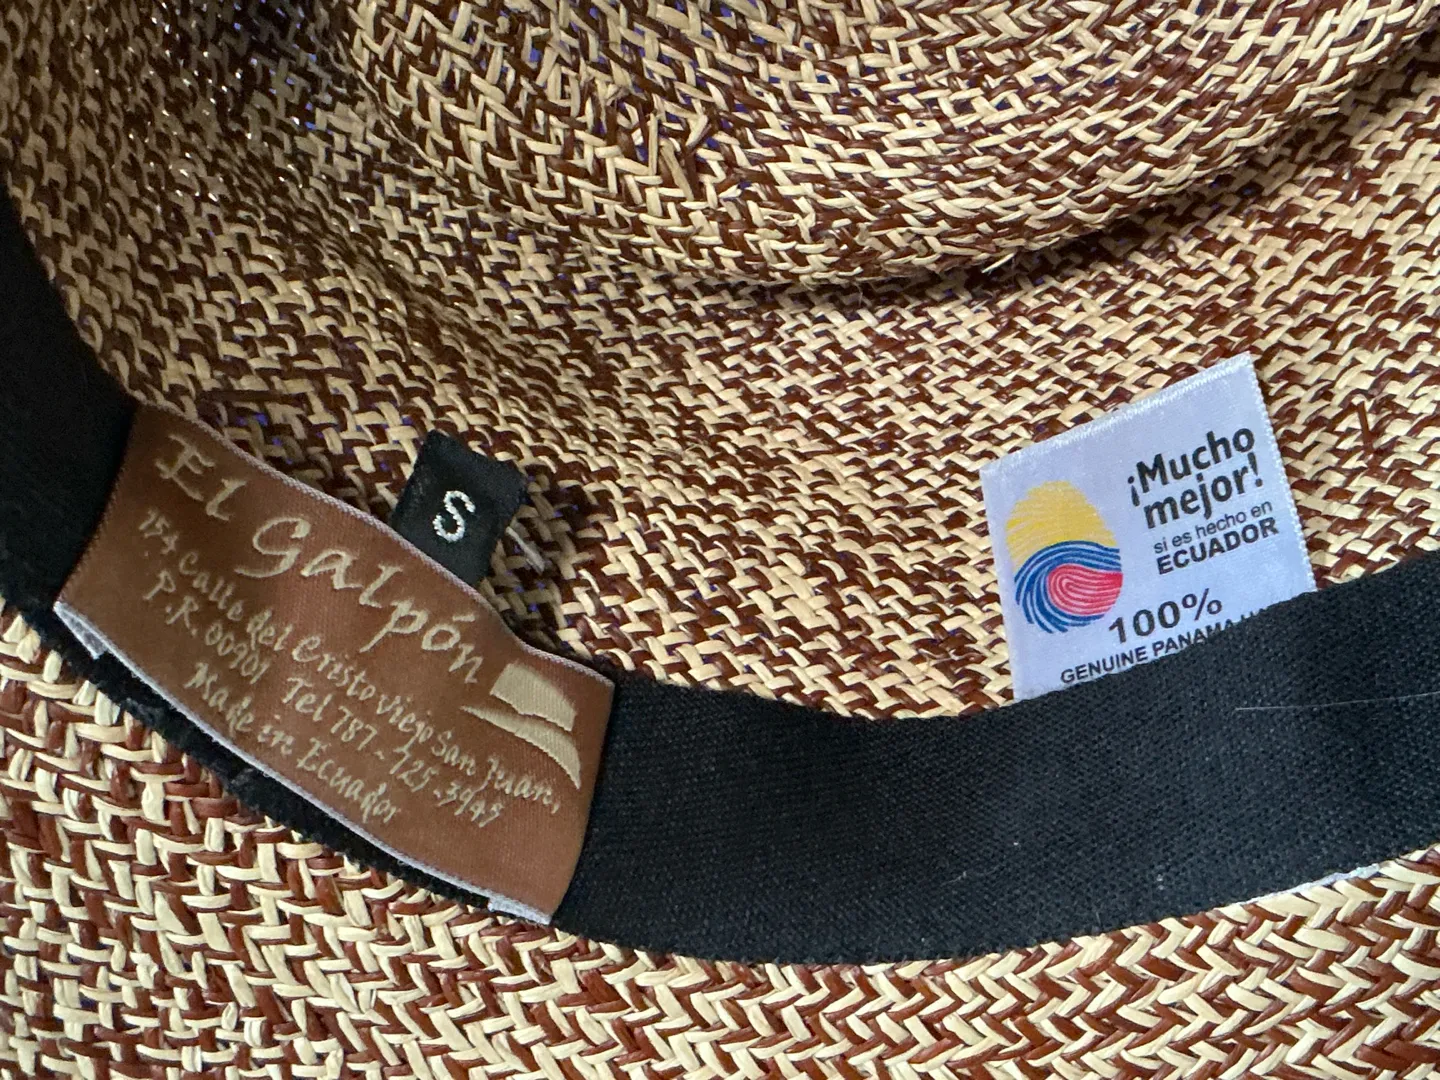 El Galpón
154 Calle del Cristo viejo San Juan,
P.R. 00901 Tel 787-725-3945
Made in Ecuador
S
¡Mucho
mejor!
si es hecho en
ECUADOR
100%
GENUINE PANAMA